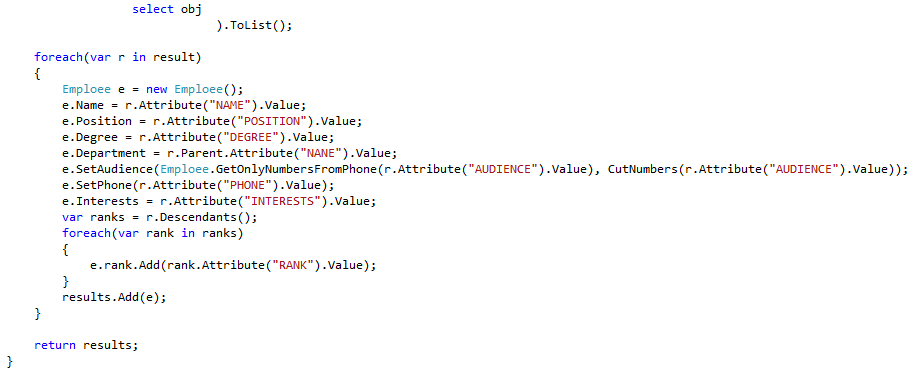 select obj
).ToList();
foreach(var r in result)
{
Emploee e = new Emploee();
e.Name = r.Attribute("NAME").Value;
e.Position = r.Attribute("POSITION").Value;
e.Degree = r.Attribute("DEGREE").Value;
e.Department = r.Parent.Attribute("NANE").Value;
e.SetAudience(Emploee.GetOnlyNumbersFromPhone(r.Attribute("AUDIENCE").Value), CutNumbers(r.Attribute("AUDIENCE").Value));
e.SetPhone(r.Attribute("PHONE").Value);
e.Interests = r.Attribute("INTERESTS").Value;
var ranks = r.Descendants();
foreach(var rank in ranks)
{
e.rank.Add(rank.Attribute("RANK").Value);
}
results.Add(e);
}
return results;
}